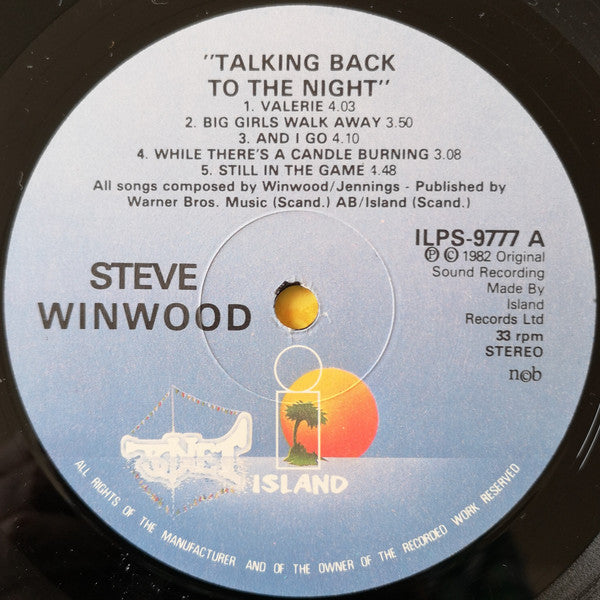 "TALKING BACK
TO THE NIGHT"
1. VALERIE 4.03
2. BIG GIRLS WALK AWAY 3.50
3. AND I GO 4.10
4. WHILE THERE'S A CANDLE BURNING 3.08
5. STILL IN THE GAME 4.48
All songs composed by Winwood/Jennings - Published by
Warner Bros. Music (Scand.) AB/Island (Scand.)
STEVE
WINWOOD
ILPS-9777 A
Ⓟ © 1982 Original
Sound Recording
Made By
Island
Records Ltd
33 rpm
STEREO
n©b
ISLAND
ALL RIGHTS OF THE MANUFACTURER AND OF THE OWNER OF THE RECORDED WORK RESERVED